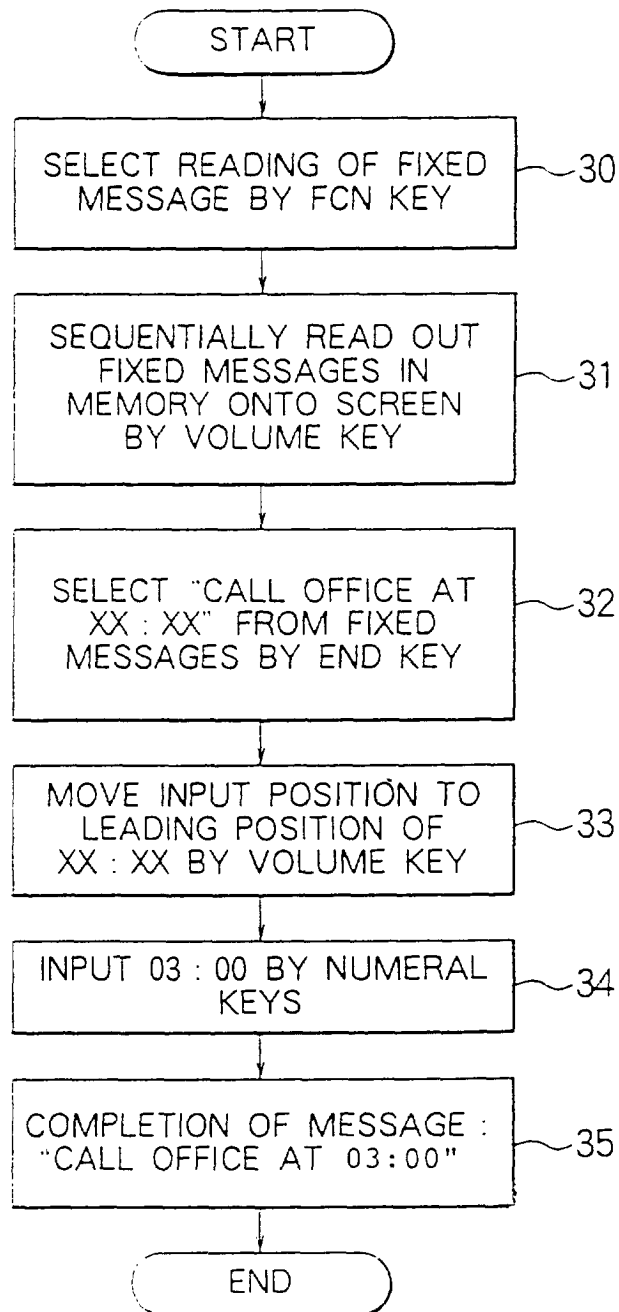 START
SELECT READING OF FIXED
MESSAGE BY FCN KEY
30
SEQUENTIALLY READ OUT
FIXED MESSAGES IN
MEMORY ONTO SCREEN
BY VOLUME KEY
31
SELECT "CALL OFFICE AT
XX : XX" FROM FIXED
MESSAGES BY END KEY
32
MOVE INPUT POSITION TO
LEADING POSITION OF
XX : XX BY VOLUME KEY
33
INPUT 03 : 00 BY NUMERAL
KEYS
34
COMPLETION OF MESSAGE :
"CALL OFFICE AT 03:00"
35
END